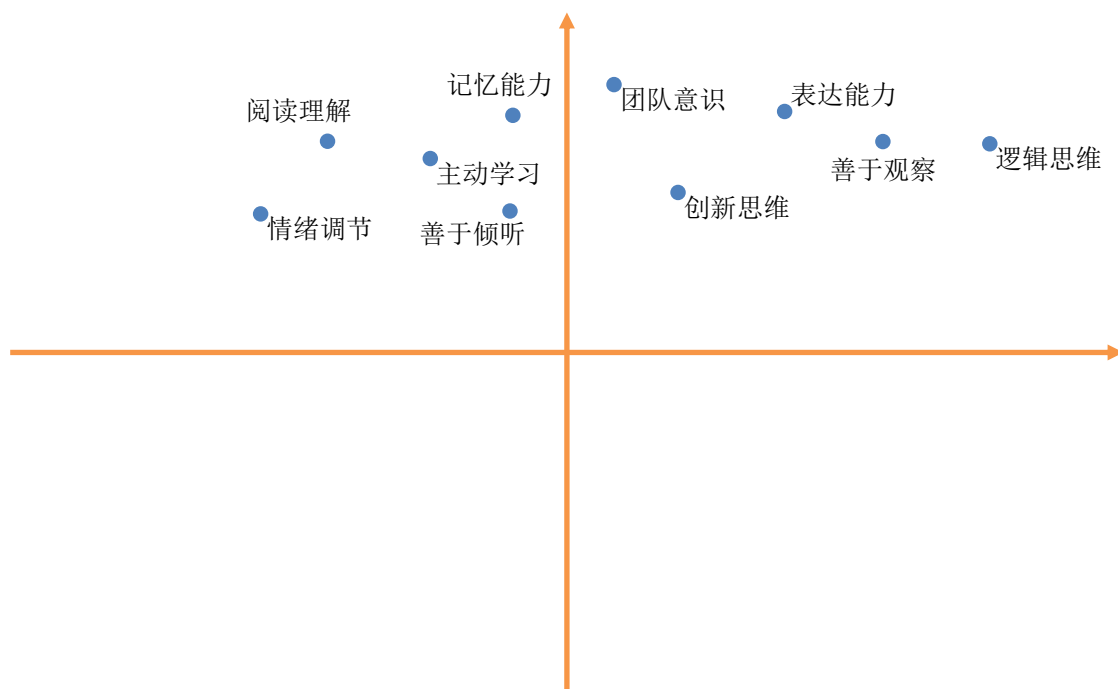 记忆能力
团队意识
表达能力
阅读理解
主动学习
善于观察
逻辑思维
情绪调节
善于倾听
创新思维